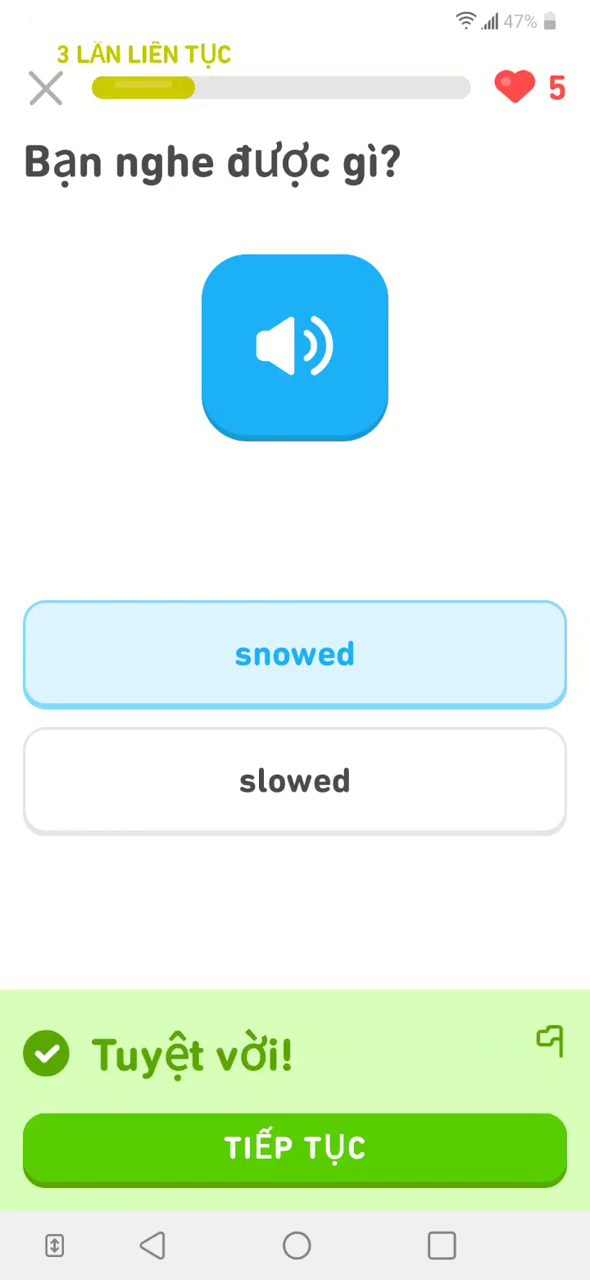 47%
3 LẦN LIÊN TỤC
5
Bạn nghe được gì?
snowed
slowed
Tuyệt vời!
TIẾP TỤC